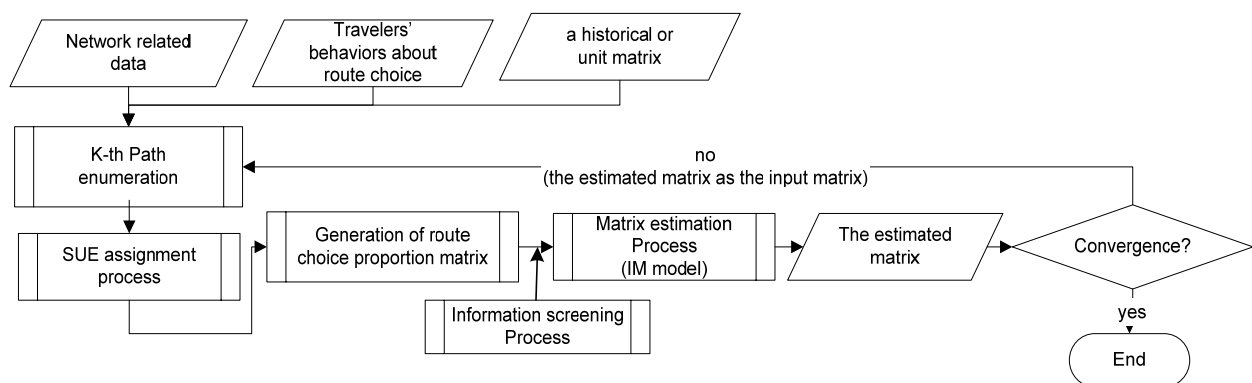 Network related
data
Travelers’
behaviors about
route choice
a historical or
unit matrix
K-th Path
enumeration
no
(the estimated matrix as the input matrix)
SUE assignment
process
Generation of route
choice proportion matrix
Matrix estimation
Process
(IM model)
The estimated
matrix
Convergence?
Information screening
Process
yes
End